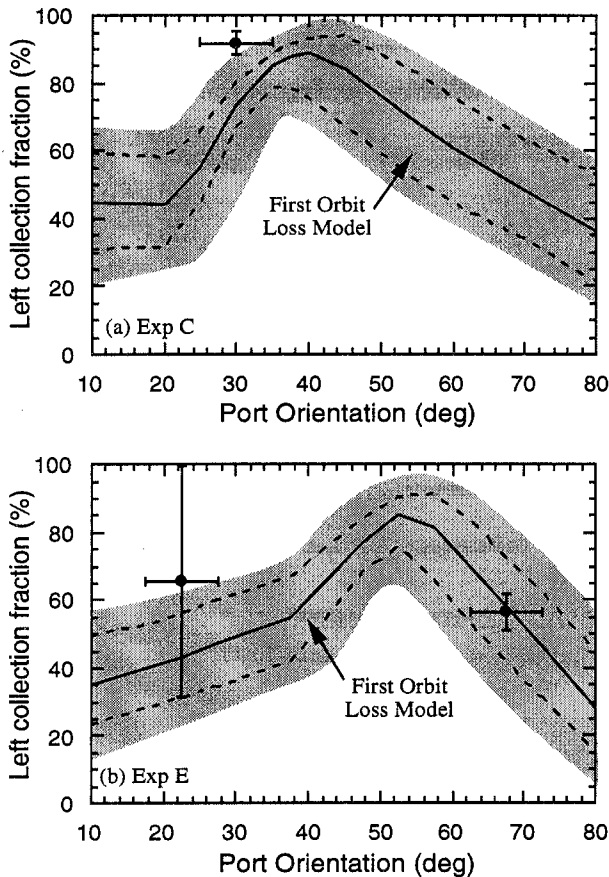 Left collection fraction (%)
100
80
60
40
20
0
First Orbit
Loss Model
(a) Exp C
10 20 30 40 50 60 70 80
Port Orientation (deg)
Left collection fraction (%)
100
80
60
40
20
0
First Orbit
Loss Model
(b) Exp E
10 20 30 40 50 60 70 80
Port Orientation (deg)